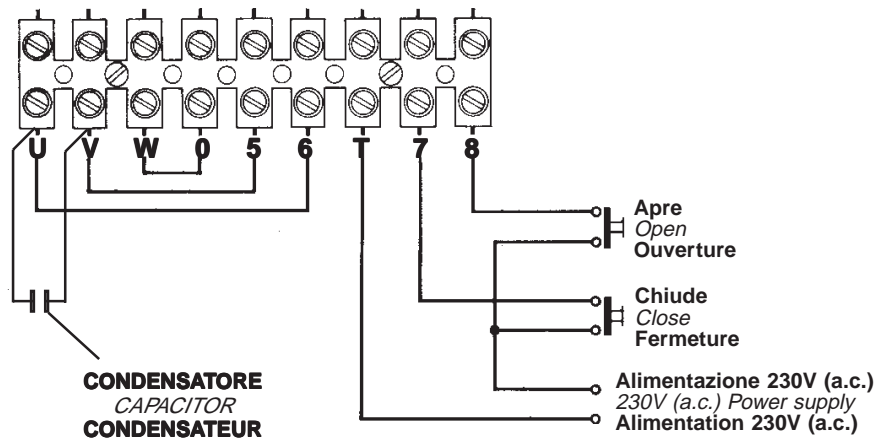 U V W 0 5 6 T 7 8
Apre
Open
Ouverture
Chiude
Close
Fermeture
Alimentazione 230V (a.c.)
230V (a.c.) Power supply
Alimentation 230V (a.c.)
CONDENSATORE
CAPACITOR
CONDENSATEUR